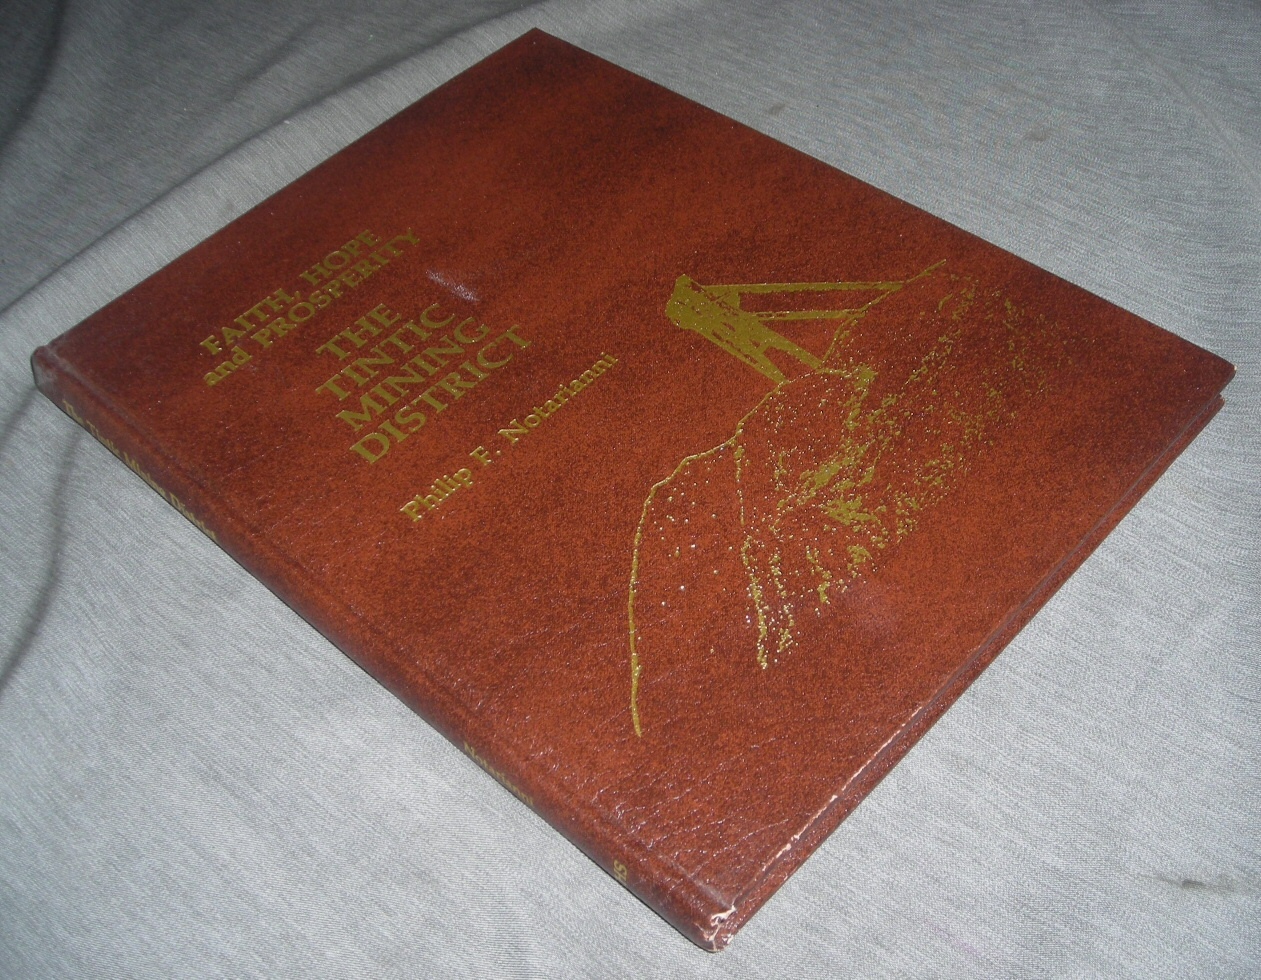 FAITH, HOPE
and PROSPERITY
THE
TINTIC
MINING
DISTRICT
Philip F. Notarianni
The Tintic Mining District
Notarianni